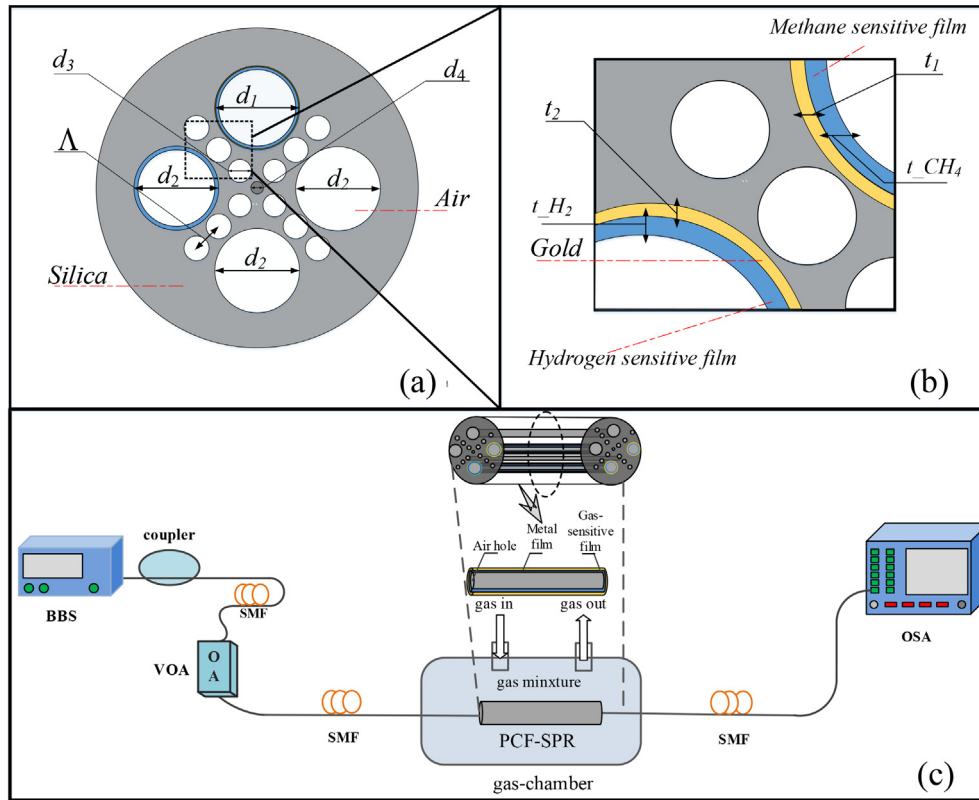 d3
d4
d1
Λ
d2
d2
Air
d2
Silica
(a)
Methane sensitive film
t1
t2
t_CH4
t_H2
Gold
Hydrogen sensitive film
(b)
coupler
BBS
SMF
VOA
O
A
SMF
Air hole
Metal
film
Gas-
sensitive
film
gas in
gas out
gas minxture
PCF-SPR
gas-chamber
SMF
OSA
(c)